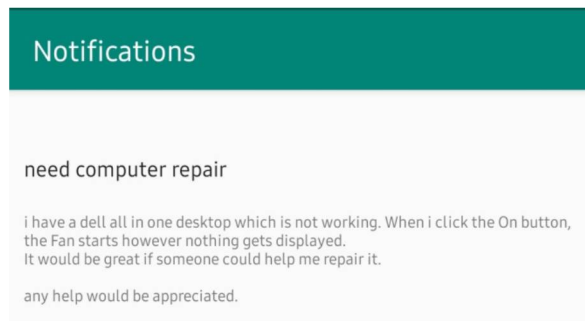 Notifications
need computer repair
i have a dell all in one desktop which is not working. When i click the On button,
the Fan starts however nothing gets displayed.
It would be great if someone could help me repair it.
any help would be appreciated.